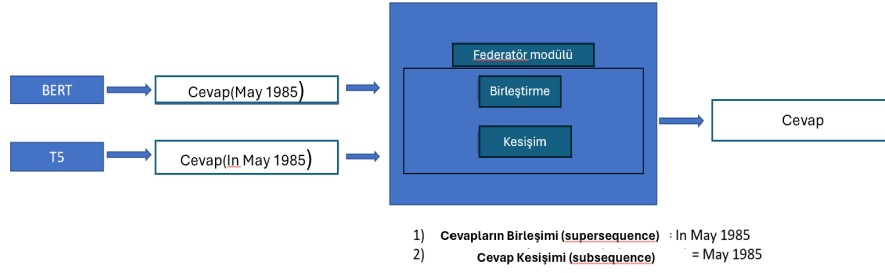 Federatör modülü
BERT
Cevap(May 1985)
Birleştirme
Cevap
T5
Cevap(In May 1985)
Kesişim
1) Cevapların Birleşimi (supersequence) : In May 1985
2) Cevap Kesişimi (subsequence) = May 1985